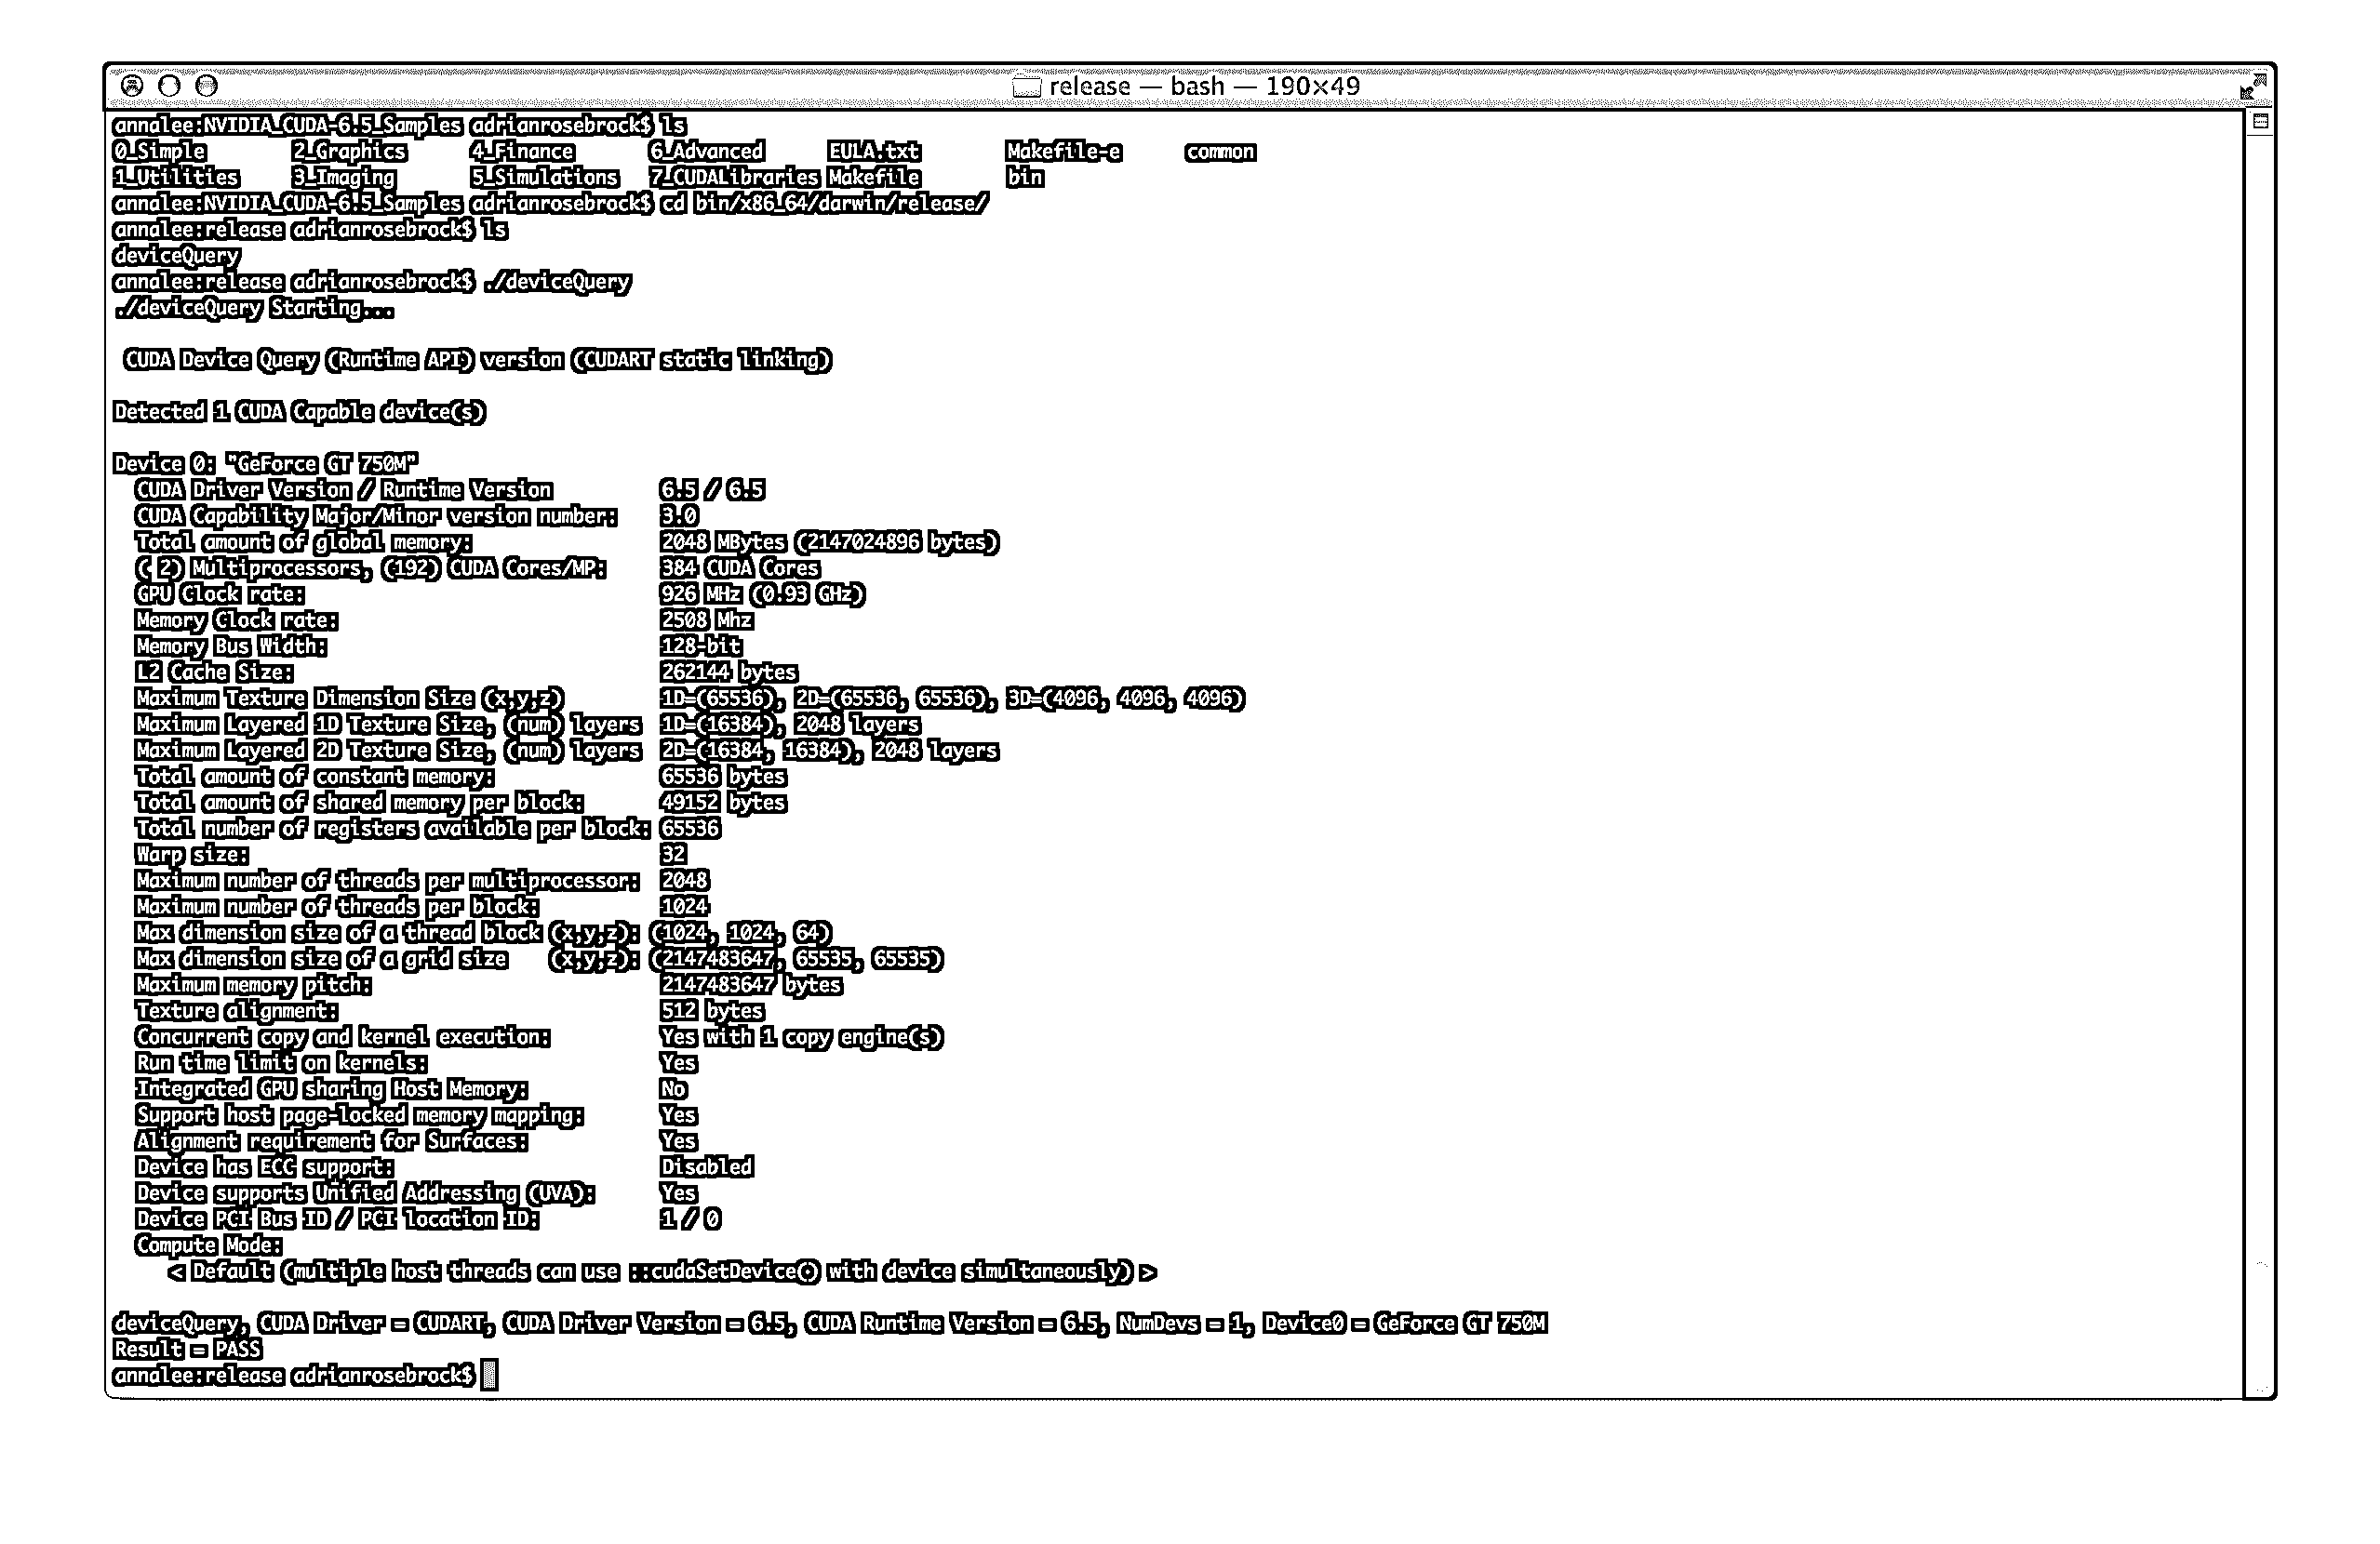 release — bash — 190×49
annalee:NVIDIA_CUDA-6.5_Samples adrianrosebrock$ ls
0_Simple 2_Graphics 4_Finance 6_Advanced EULA.txt Makefile-e common
1_Utilities 3_Imaging 5_Simulations 7_CUDALibraries Makefile bin
annalee:NVIDIA_CUDA-6.5_Samples adrianrosebrock$ cd bin/x86_64/darwin/release/
annalee:release adrianrosebrock$ ls
deviceQuery
annalee:release adrianrosebrock$ ./deviceQuery
./deviceQuery Starting...
CUDA Device Query (Runtime API) version (CUDART static linking)
Detected 1 CUDA Capable device(s)
Device 0: "GeForce GT 750M"
CUDA Driver Version / Runtime Version 6.5 / 6.5
CUDA Capability Major/Minor version number: 3.0
Total amount of global memory: 2048 MBytes (2147024896 bytes)
( 2) Multiprocessors, (192) CUDA Cores/MP: 384 CUDA Cores
GPU Clock rate: 926 MHz (0.93 GHz)
Memory Clock rate: 2508 Mhz
Memory Bus Width: 128-bit
L2 Cache Size: 262144 bytes
Maximum Texture Dimension Size (x,y,z) 1D=(65536), 2D=(65536, 65536), 3D=(4096, 4096, 4096)
Maximum Layered 1D Texture Size, (num) layers 1D=(16384), 2048 layers
Maximum Layered 2D Texture Size, (num) layers 2D=(16384, 16384), 2048 layers
Total amount of constant memory: 65536 bytes
Total amount of shared memory per block: 49152 bytes
Total number of registers available per block: 65536
Warp size: 32
Maximum number of threads per multiprocessor: 2048
Maximum number of threads per block: 1024
Max dimension size of a thread block (x,y,z): (1024, 1024, 64)
Max dimension size of a grid size (x,y,z): (2147483647, 65535, 65535)
Maximum memory pitch: 2147483647 bytes
Texture alignment: 512 bytes
Concurrent copy and kernel execution: Yes with 1 copy engine(s)
Run time limit on kernels: Yes
Integrated GPU sharing Host Memory: No
Support host page-locked memory mapping: Yes
Alignment requirement for Surfaces: Yes
Device has ECC support: Disabled
Device supports Unified Addressing (UVA): Yes
Device PCI Bus ID / PCI location ID: 1 / 0
Compute Mode:
< Default (multiple host threads can use ::cudaSetDevice() with device simultaneously) >
deviceQuery, CUDA Driver = CUDART, CUDA Driver Version = 6.5, CUDA Runtime Version = 6.5, NumDevs = 1, Device0 = GeForce GT 750M
Result = PASS
annalee:release adrianrosebrock$